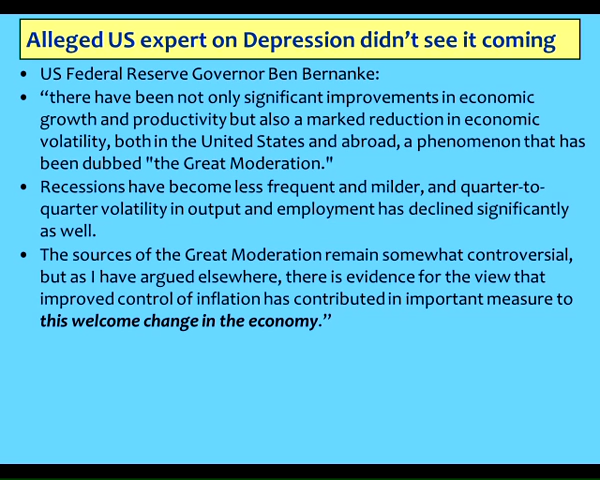 Alleged US expert on Depression didn't see it coming
• US Federal Reserve Governor Ben Bernanke:
• “there have been not only significant improvements in economic
growth and productivity but also a marked reduction in economic
volatility, both in the United States and abroad, a phenomenon that has
been dubbed "the Great Moderation."
• Recessions have become less frequent and milder, and quarter-to-
quarter volatility in output and employment has declined significantly
as well.
• The sources of the Great Moderation remain somewhat controversial,
but as I have argued elsewhere, there is evidence for the view that
improved control of inflation has contributed in important measure to
this welcome change in the economy.”